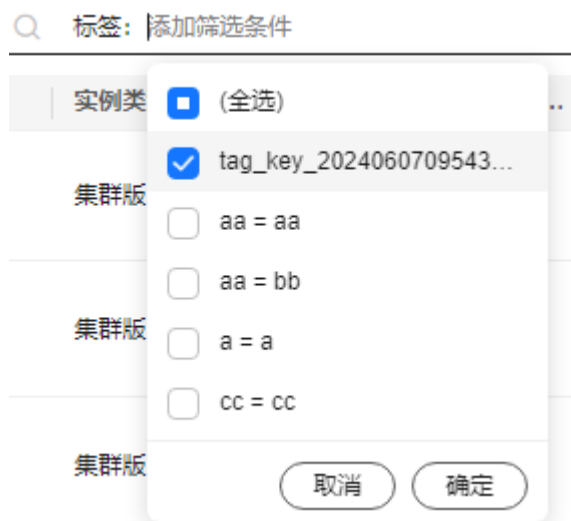 标签: 添加筛选条件
实例类
..
(全选)
tag_key_2024060709543...
集群版
aa = aa
aa = bb
集群版
a = a
cc = cc
集群版
取消
确定